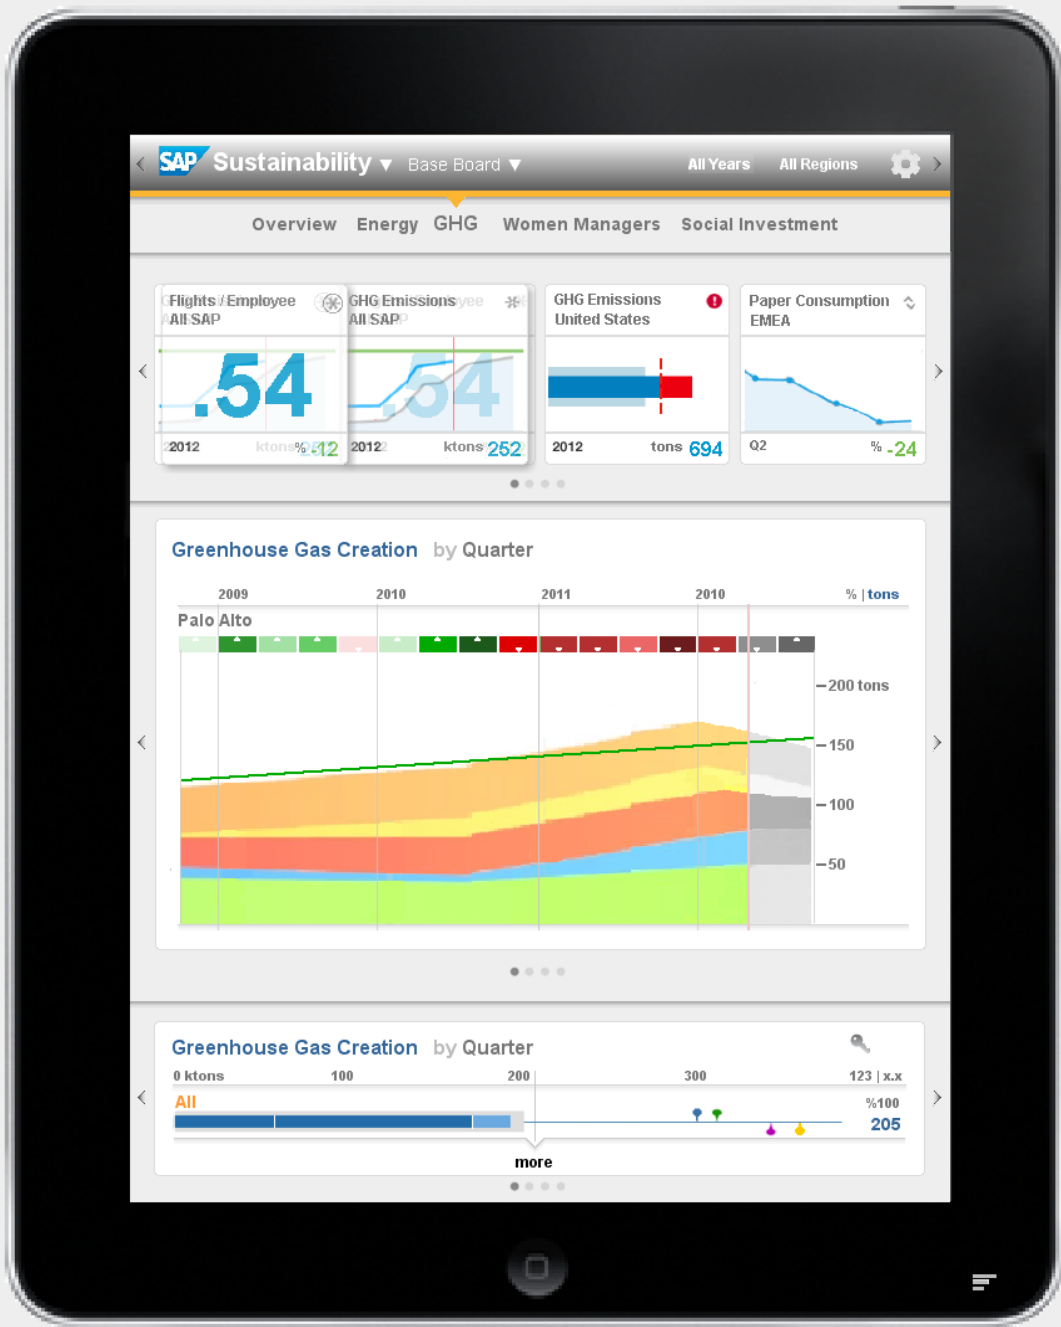 SAP Sustainability ▼ Base Board ▼ All Years All Regions
Overview Energy GHG Women Managers Social Investment
Flights / Employee
All SAP
.54
2012
% -12
GHG Emissions
All SAP
.54
2012 ktons 252
GHG Emissions
United States
2012 tons 694
Paper Consumption
EMEA
Q2 % -24
Greenhouse Gas Creation by Quarter
2009 2010 2011 2010 % | tons
Palo Alto
200 tons
150
100
50
Greenhouse Gas Creation by Quarter
0 ktons 100 200 300 123 | x.x
All %100
205
more